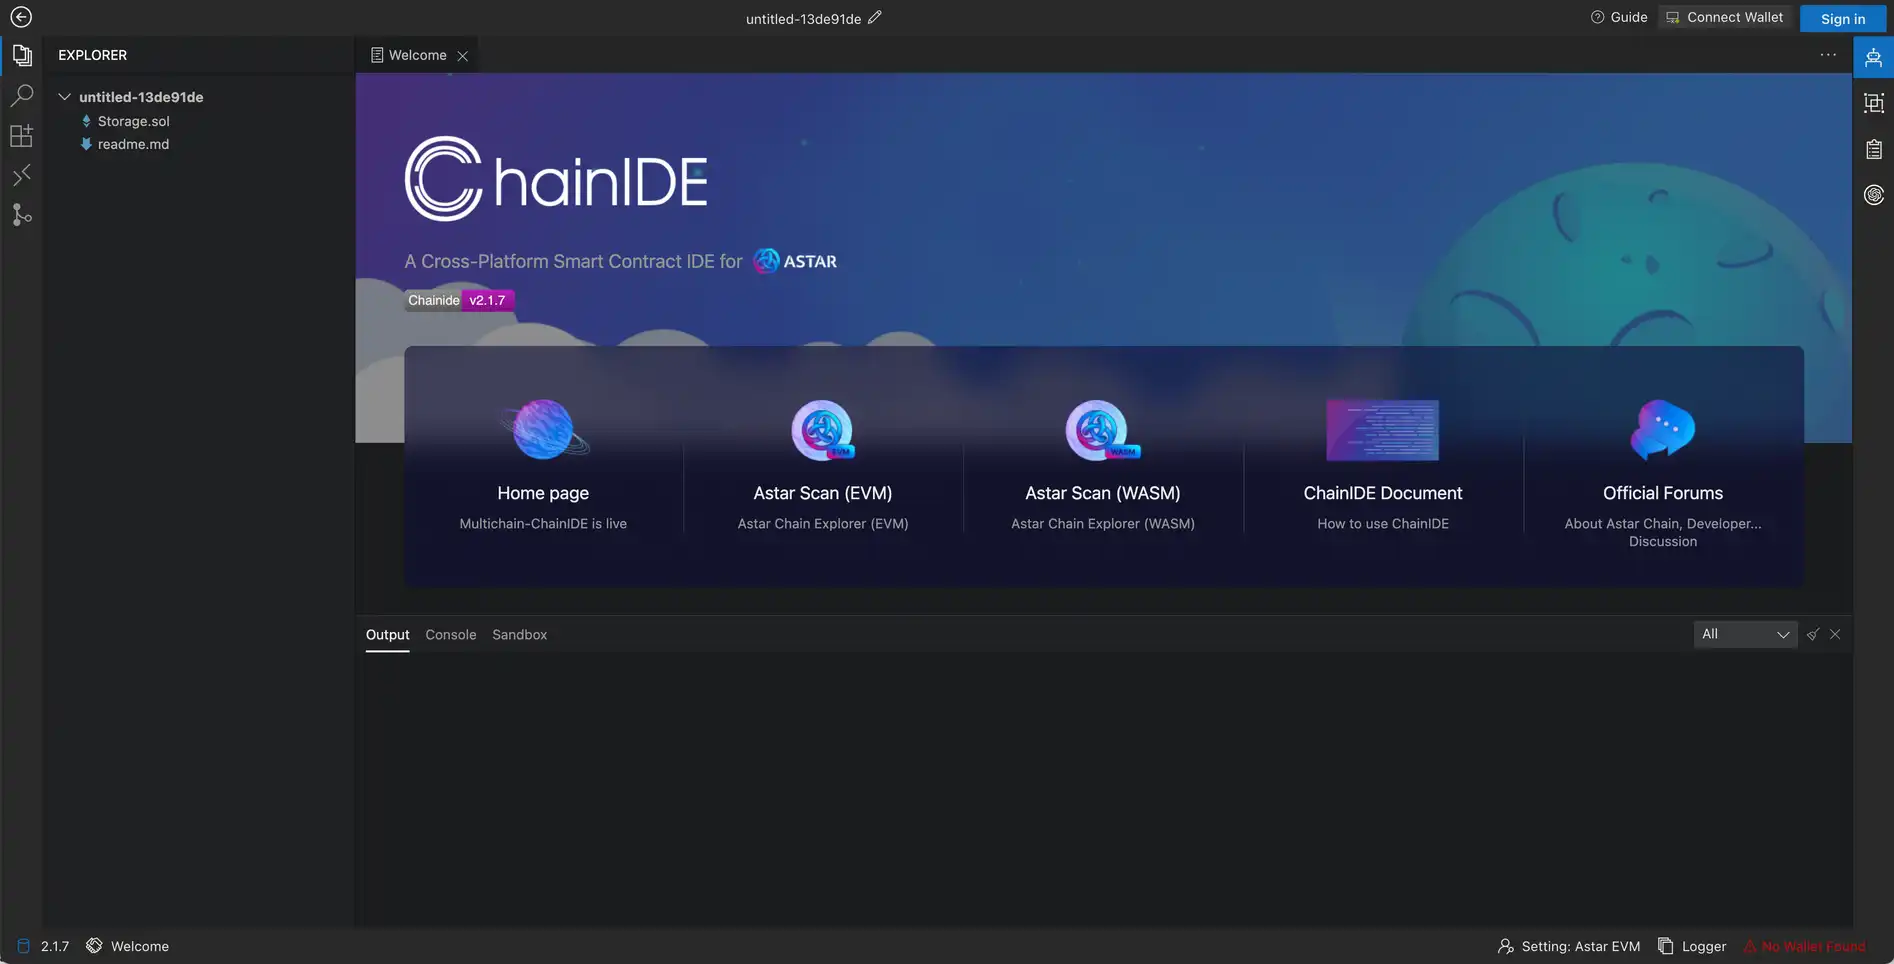 untitled-13de91de
Guide
Connect Wallet
Sign in
EXPLORER
Welcome
untitled-13de91de
Storage.sol
readme.md
ChainIDE
A Cross-Platform Smart Contract IDE for ASTAR
Chainide v2.1.7
EVM
WASM
Home page
Multichain-ChainIDE is live
Astar Scan (EVM)
Astar Chain Explorer (EVM)
Astar Scan (WASM)
Astar Chain Explorer (WASM)
ChainIDE Document
How to use ChainIDE
Official Forums
About Astar Chain, Developer...
Discussion
Output Console Sandbox
All
2.1.7 Welcome
Setting: Astar EVM Logger No Wallet Found